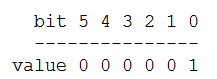 bit 5 4 3 2 1 0
---------------
value 0 0 0 0 0 1